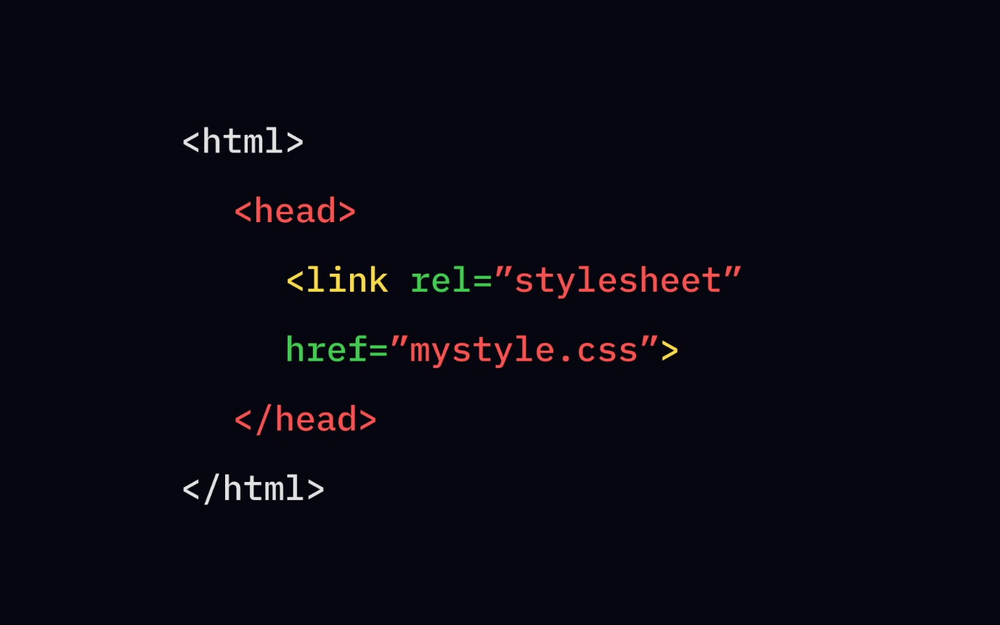 <html>
<head>
<link rel=”stylesheet”
href=”mystyle.css”>
</head>
</html>